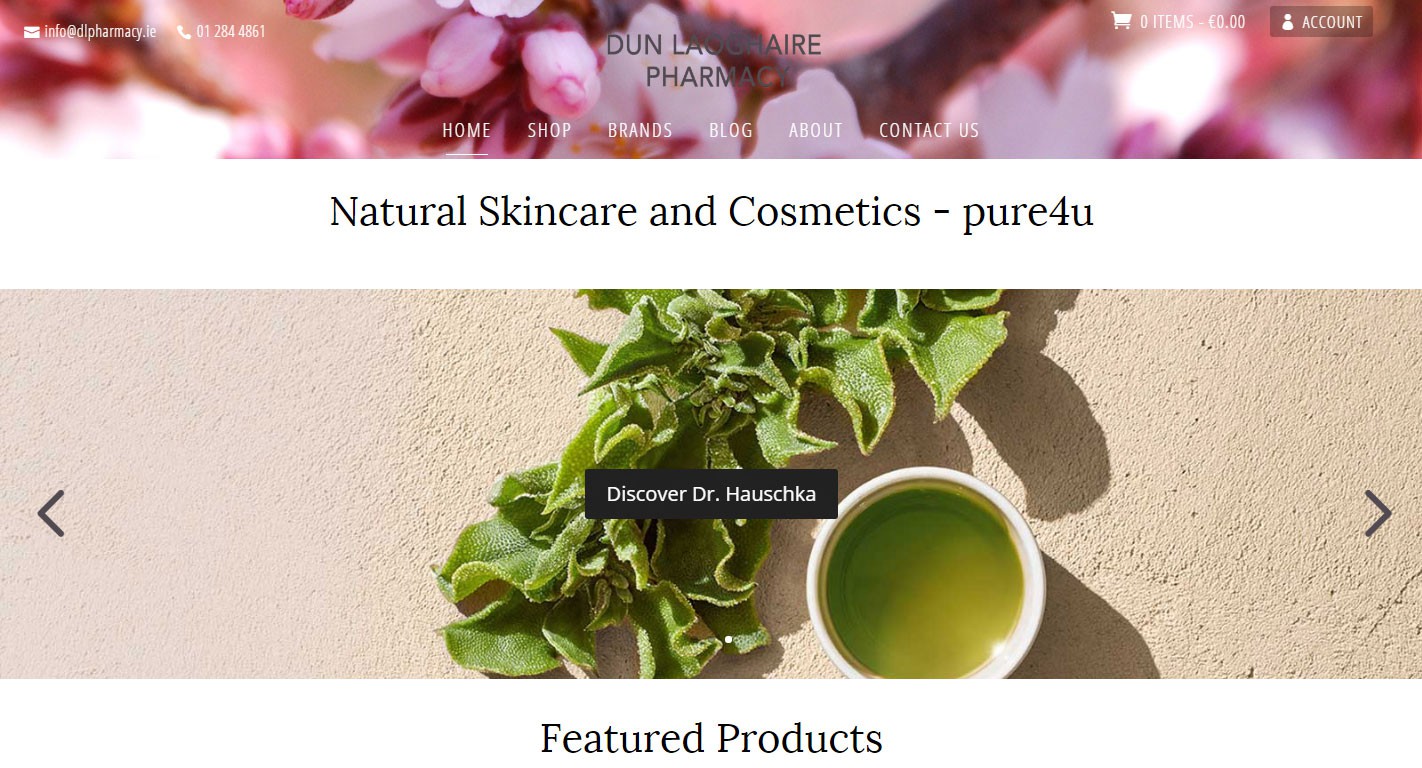 info@dlpharmacy.ie
01 284 4861
0 ITEMS - €0.00
ACCOUNT
DUN LAOGHAIRE
PHARMACY
HOME
SHOP
BRANDS
BLOG
ABOUT
CONTACT US
Natural Skincare and Cosmetics - pure4u
Discover Dr. Hauschka
Featured Products